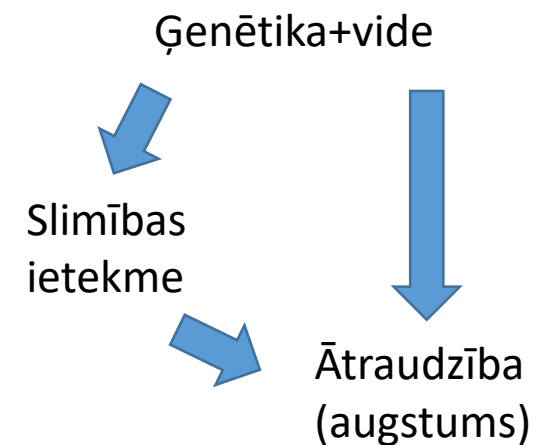 Ģenētika+vide
Slimības
ietekme
Ātraudzība
(augstums)